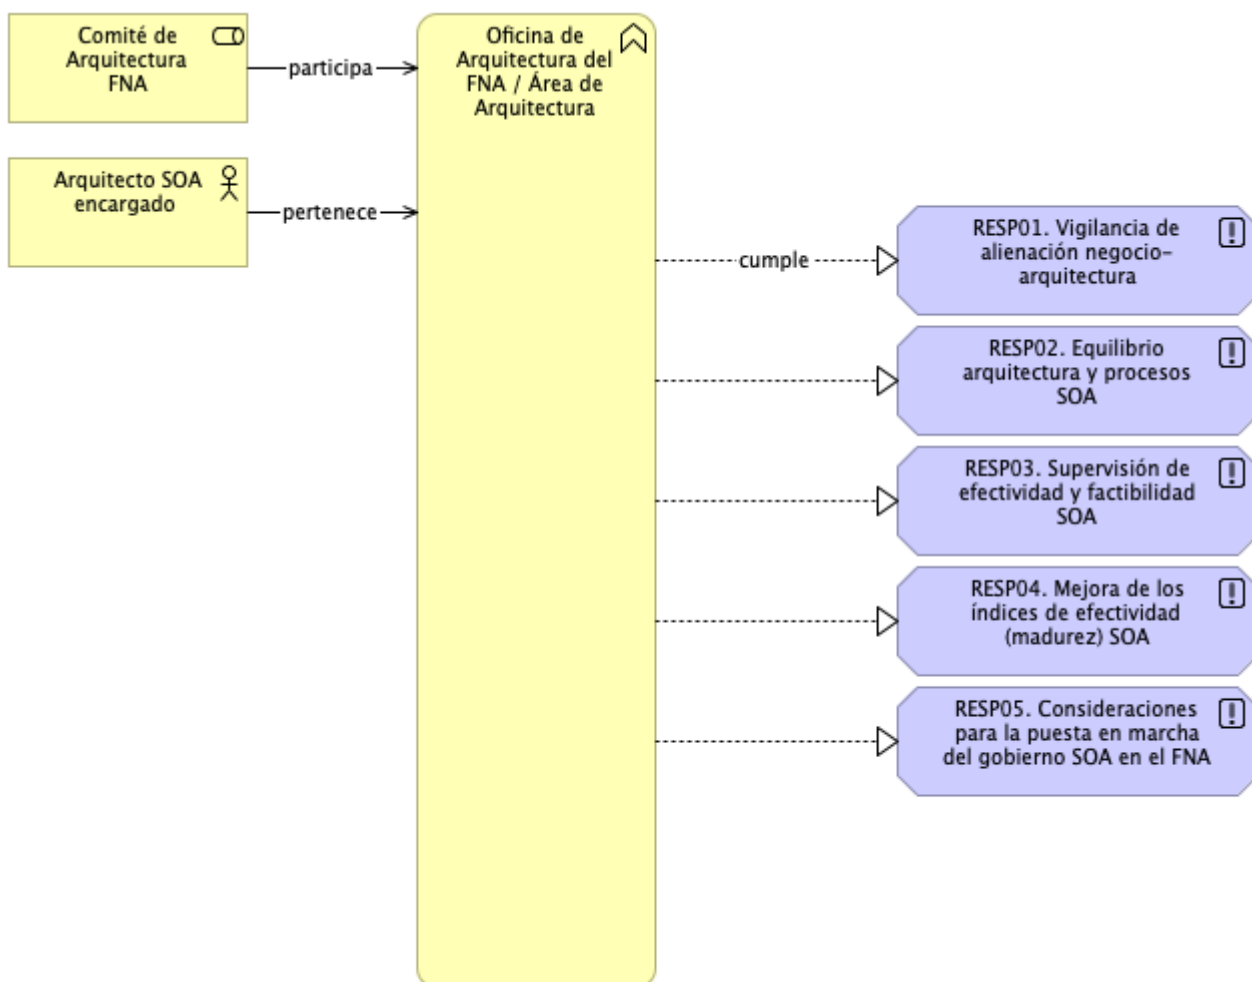 Comité de
Arquitectura
FNA
participa
Oficina de
Arquitectura del
FNA / Área de
Arquitectura
Arquitecto SOA
encargado
pertenece
cumple
RESP01. Vigilancia de
alienación negocio-
arquitectura
RESP02. Equilibrio
arquitectura y procesos
SOA
RESP03. Supervisión de
efectividad y factibilidad
SOA
RESP04. Mejora de los
índices de efectividad
(madurez) SOA
RESP05. Consideraciones
para la puesta en marcha
del gobierno SOA en el FNA